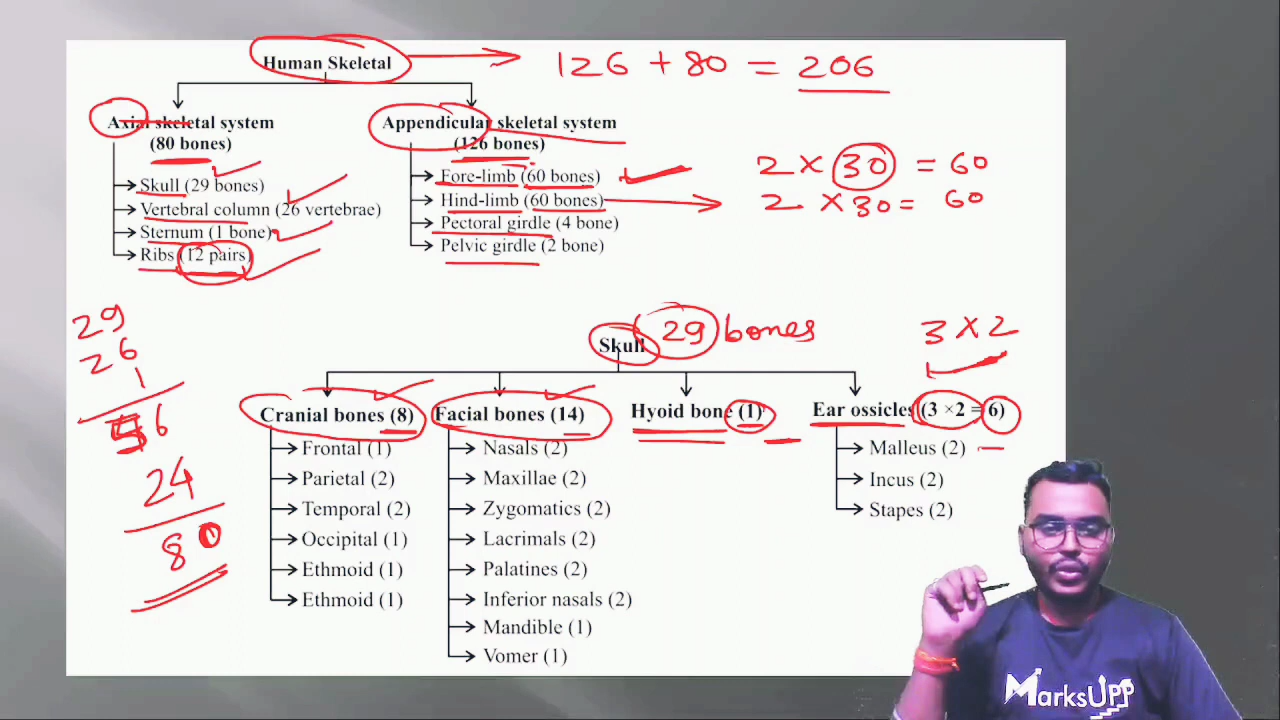 Human Skeletal
126 + 80 = 206
Axial skeletal system
(80 bones)
Skull (29 bones)
Vertebral column (26 vertebrae)
Sternum (1 bone)
Ribs (12 pairs)
Appendicular skeletal system
(126 bones)
Fore-limb (60 bones)
Hind-limb (60 bones)
Pectoral girdle (4 bone)
Pelvic girdle (2 bone)
2 × 30 = 60
2 × 30 = 60
29
26
1
56
24
80
Skull 29 bones
3 × 2
Cranial bones (8)
Frontal (1)
Parietal (2)
Temporal (2)
Occipital (1)
Ethmoid (1)
Ethmoid (1)
Facial bones (14)
Nasals (2)
Maxillae (2)
Zygomatics (2)
Lacrimals (2)
Palatines (2)
Inferior nasals (2)
Mandible (1)
Vomer (1)
Hyoid bone (1)
Ear ossicles (3 ×2 = 6)
Malleus (2)
Incus (2)
Stapes (2)
MarksUPP